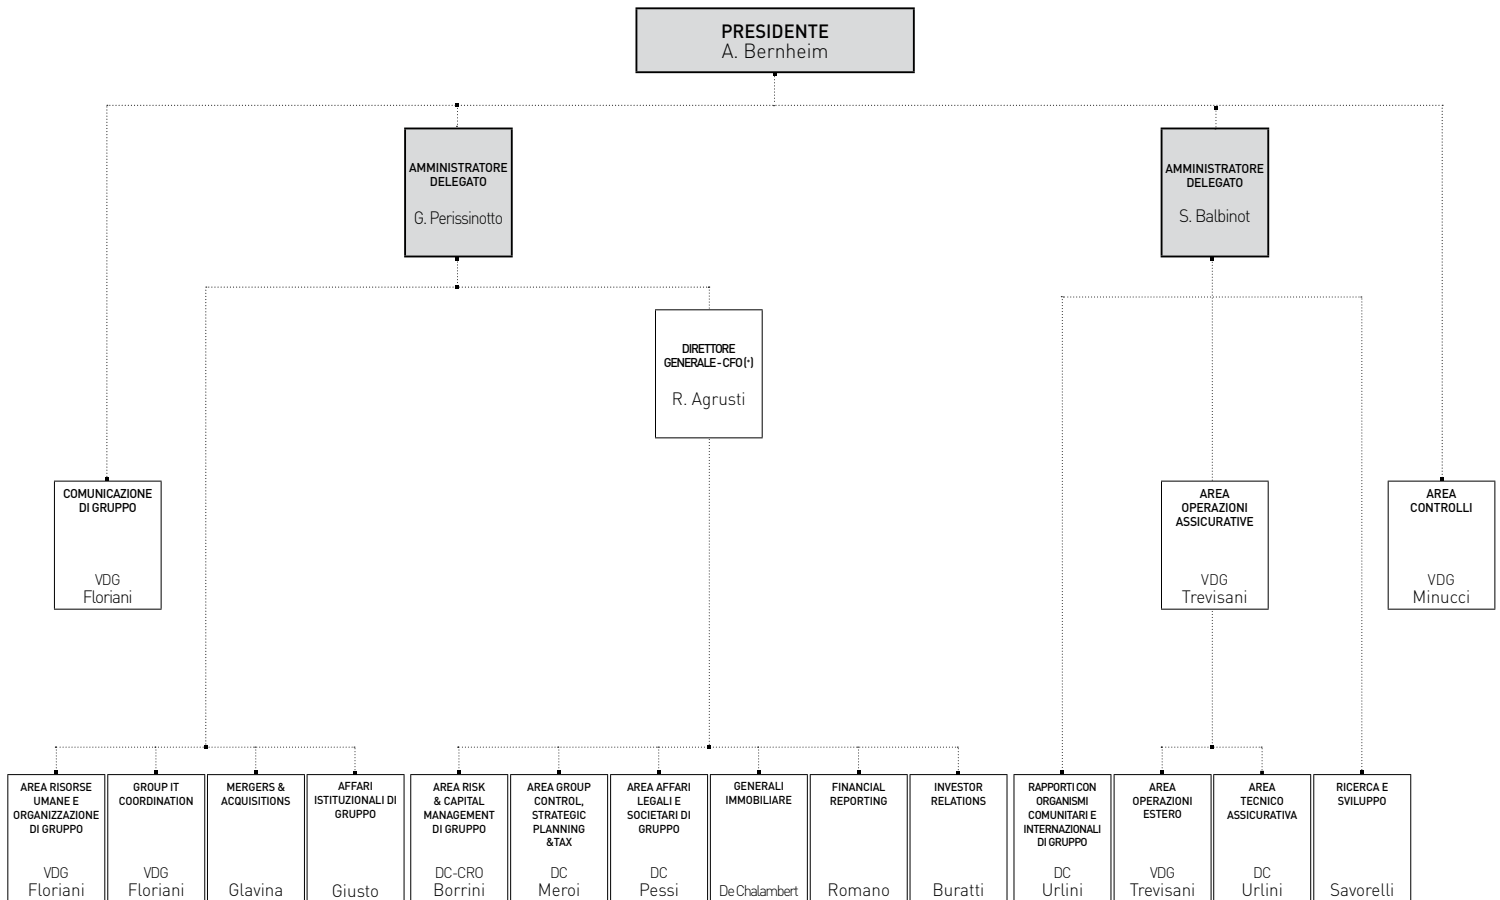 PRESIDENTE
A. Bernheim
AMMINISTRATORE
DELEGATO
G. Perissinotto
AMMINISTRATORE
DELEGATO
S. Balbinot
DIRETTORE
GENERALE - CFO (*)
R. Agrusti
COMUNICAZIONE
DI GRUPPO
VDG
Floriani
AREA
OPERAZIONI
ASSICURATIVE
VDG
Trevisani
AREA
CONTROLLI
VDG
Minucci
AREA RISORSE
UMANE E
ORGANIZZAZIONE
DI GRUPPO
VDG
Floriani
GROUP IT
COORDINATION
VDG
Floriani
MERGERS &
ACQUISITIONS
Glavina
AFFARI
ISTITUZIONALI DI
GRUPPO
Giusto
AREA RISK
& CAPITAL
MANAGEMENT
DI GRUPPO
DC-CRO
Borrini
AREA GROUP
CONTROL,
STRATEGIC
PLANNING
&TAX
DC
Meroi
AREA AFFARI
LEGALI E
SOCIETARI DI
GRUPPO
DC
Pessi
GENERALI
IMMOBILIARE
De Chalambert
FINANCIAL
REPORTING
Romano
INVESTOR
RELATIONS
Buratti
RAPPORTI CON
ORGANISMI
COMUNITARI E
INTERNAZIONALI
DI GRUPPO
DC
Urlini
AREA
OPERAZIONI
ESTERO
VDG
Trevisani
AREA
TECNICO
ASSICURATIVA
DC
Urlini
RICERCA E
SVILUPPO
Savorelli